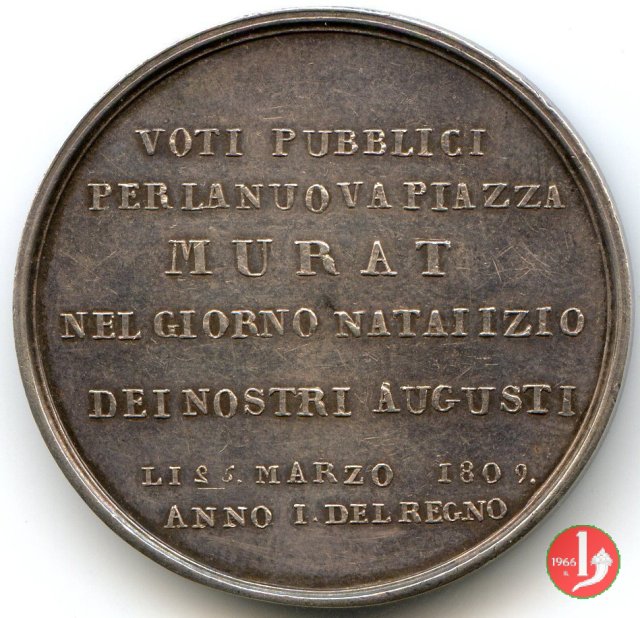 VOTI PUBBLICI
PER LA NUOVA PIAZZA
MURAT
NEL GIORNO NATAIIZIO
DEI NOSTRI AUGUSTI
LI 25. MARZO 1809.
ANNO I. DEL REGNO
1966